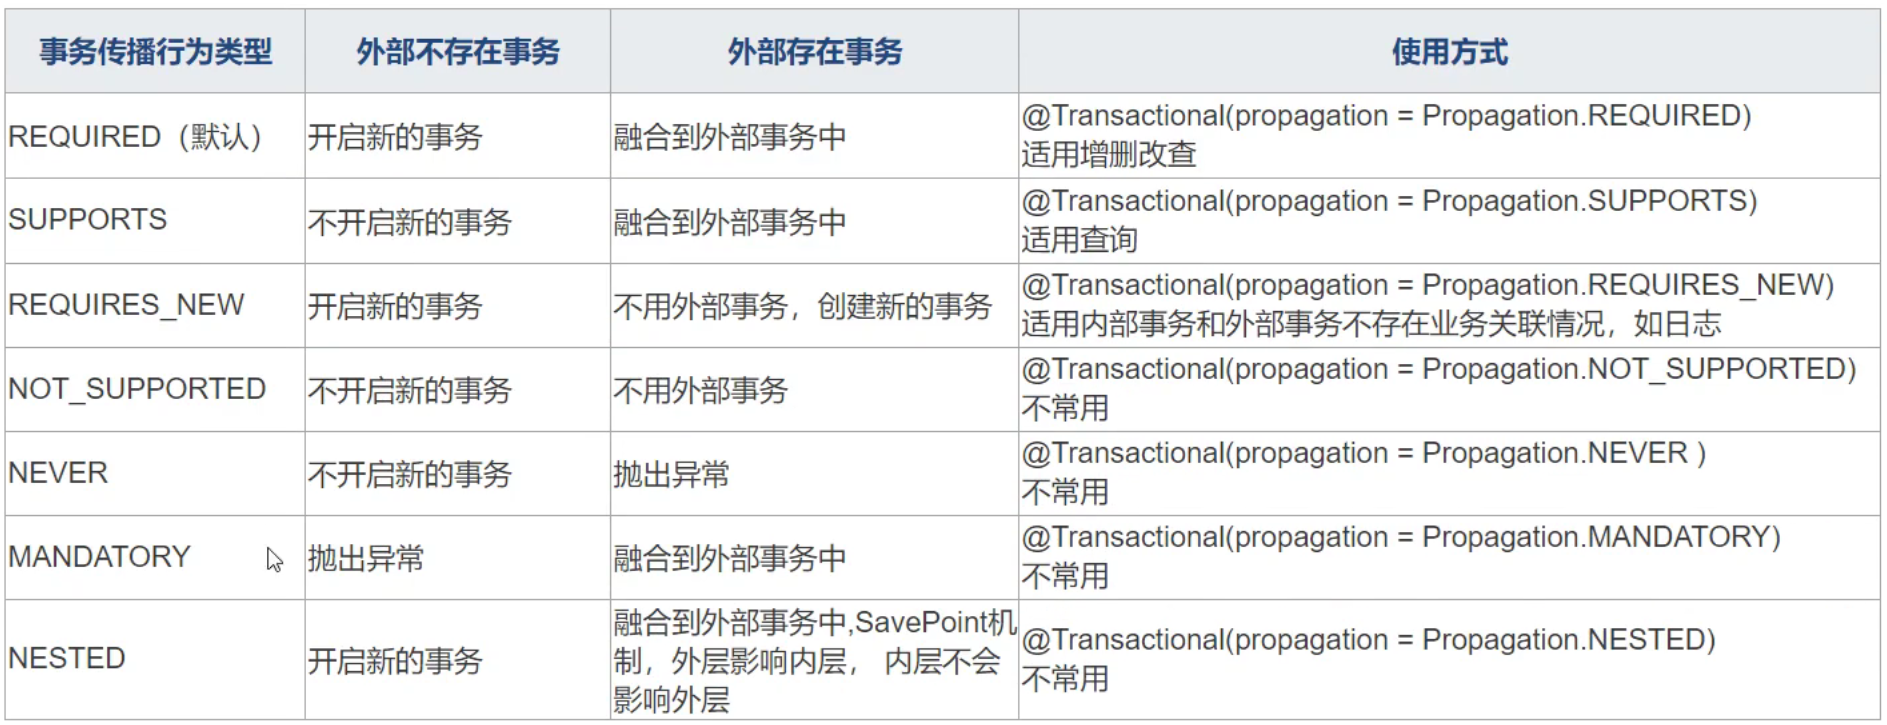 事务传播行为类型 外部不存在事务 外部存在事务 使用方式
REQUIRED（默认） 开启新的事务 融合到外部事务中 @Transactional(propagation = Propagation.REQUIRED)
适用增删改查
SUPPORTS 不开启新的事务 融合到外部事务中 @Transactional(propagation = Propagation.SUPPORTS)
适用查询
REQUIRES_NEW 开启新的事务 不用外部事务，创建新的事务 @Transactional(propagation = Propagation.REQUIRES_NEW)
适用内部事务和外部事务不存在业务关联情况，如日志
NOT_SUPPORTED 不开启新的事务 不用外部事务 @Transactional(propagation = Propagation.NOT_SUPPORTED)
不常用
NEVER 不开启新的事务 抛出异常 @Transactional(propagation = Propagation.NEVER )
不常用
MANDATORY 抛出异常 融合到外部事务中 @Transactional(propagation = Propagation.MANDATORY)
不常用
NESTED 开启新的事务 融合到外部事务中,SavePoint机
制，外层影响内层， 内层不会
影响外层
@Transactional(propagation = Propagation.NESTED)
不常用